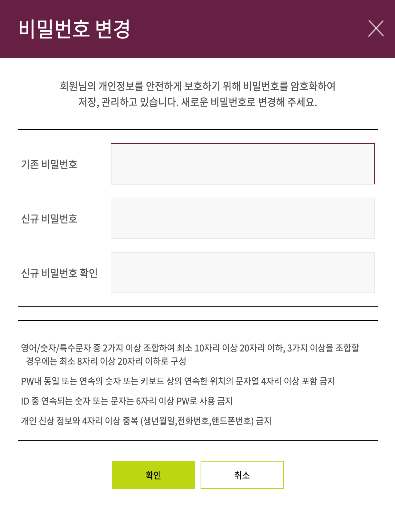 비밀번호 변경
회원님의 개인정보를 안전하게 보호하기 위해 비밀번호를 암호화하여
저장, 관리하고 있습니다. 새로운 비밀번호로 변경해 주세요.
기존 비밀번호
신규 비밀번호
신규 비밀번호 확인
영어/숫자/특수문자 중 2가지 이상 조합하여 최소 10자리 이상 20자리 이하, 3가지 이상을 조합할
경우에는 최소 8자리 이상 20자리 이하로 구성
PW내 동일 또는 연속의 숫자 또는 키보드 상의 연속한 위치의 문자열 4자리 이상 포함 금지
ID 중 연속되는 숫자 또는 문자는 6자리 이상 PW로 사용 금지
개인 신상 정보와 4자리 이상 중복 (생년월일,전화번호,핸드폰번호) 금지
확인
취소